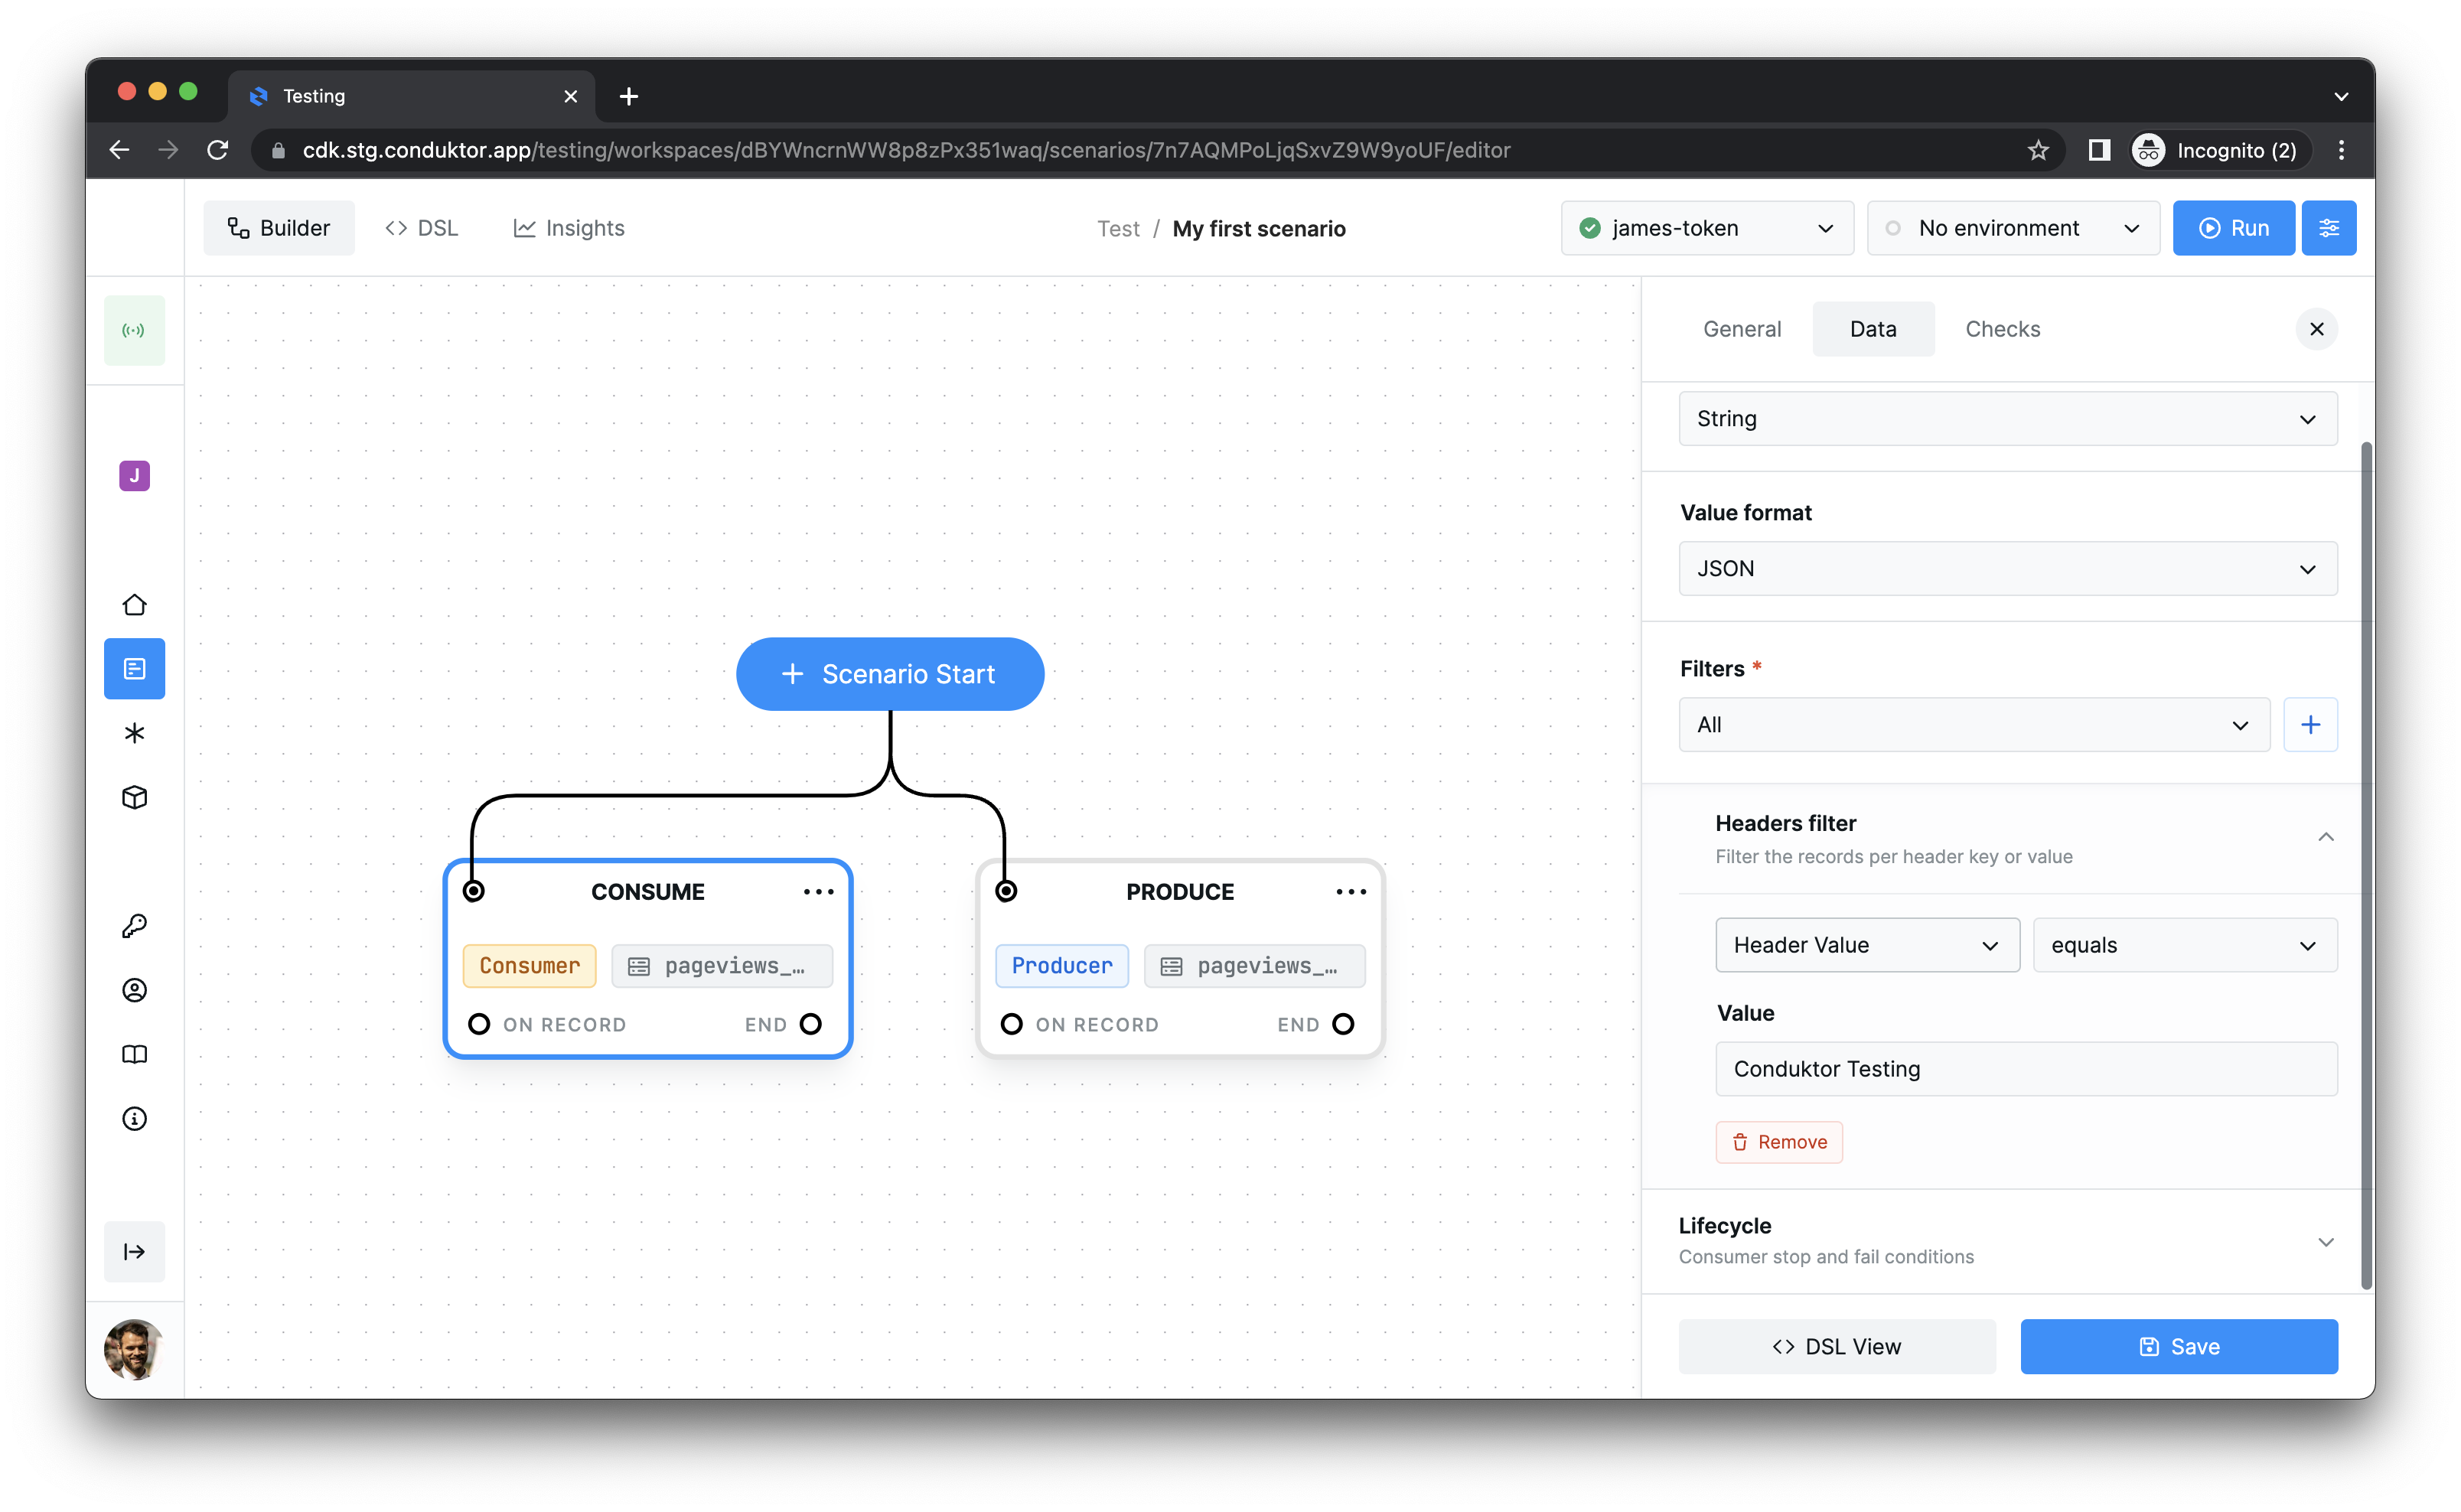 Testing
cdk.stg.conduktor.app/testing/workspaces/dBYWncrnWW8p8zPx351waq/scenarios/7n7AQMPoLjqSxvZ9W9yoUF/editor
Incognito (2)
Builder
DSL
Insights
Test / My first scenario
james-token
No environment
Run
J
General
Data
Checks
String
Value format
JSON
Filters *
All
Headers filter
Filter the records per header key or value
Header Value
equals
Value
Conduktor Testing
Remove
Lifecycle
Consumer stop and fail conditions
DSL View
Save
Scenario Start
CONSUME
Consumer
pageviews_…
ON RECORD
END
PRODUCE
Producer
pageviews_…
ON RECORD
END